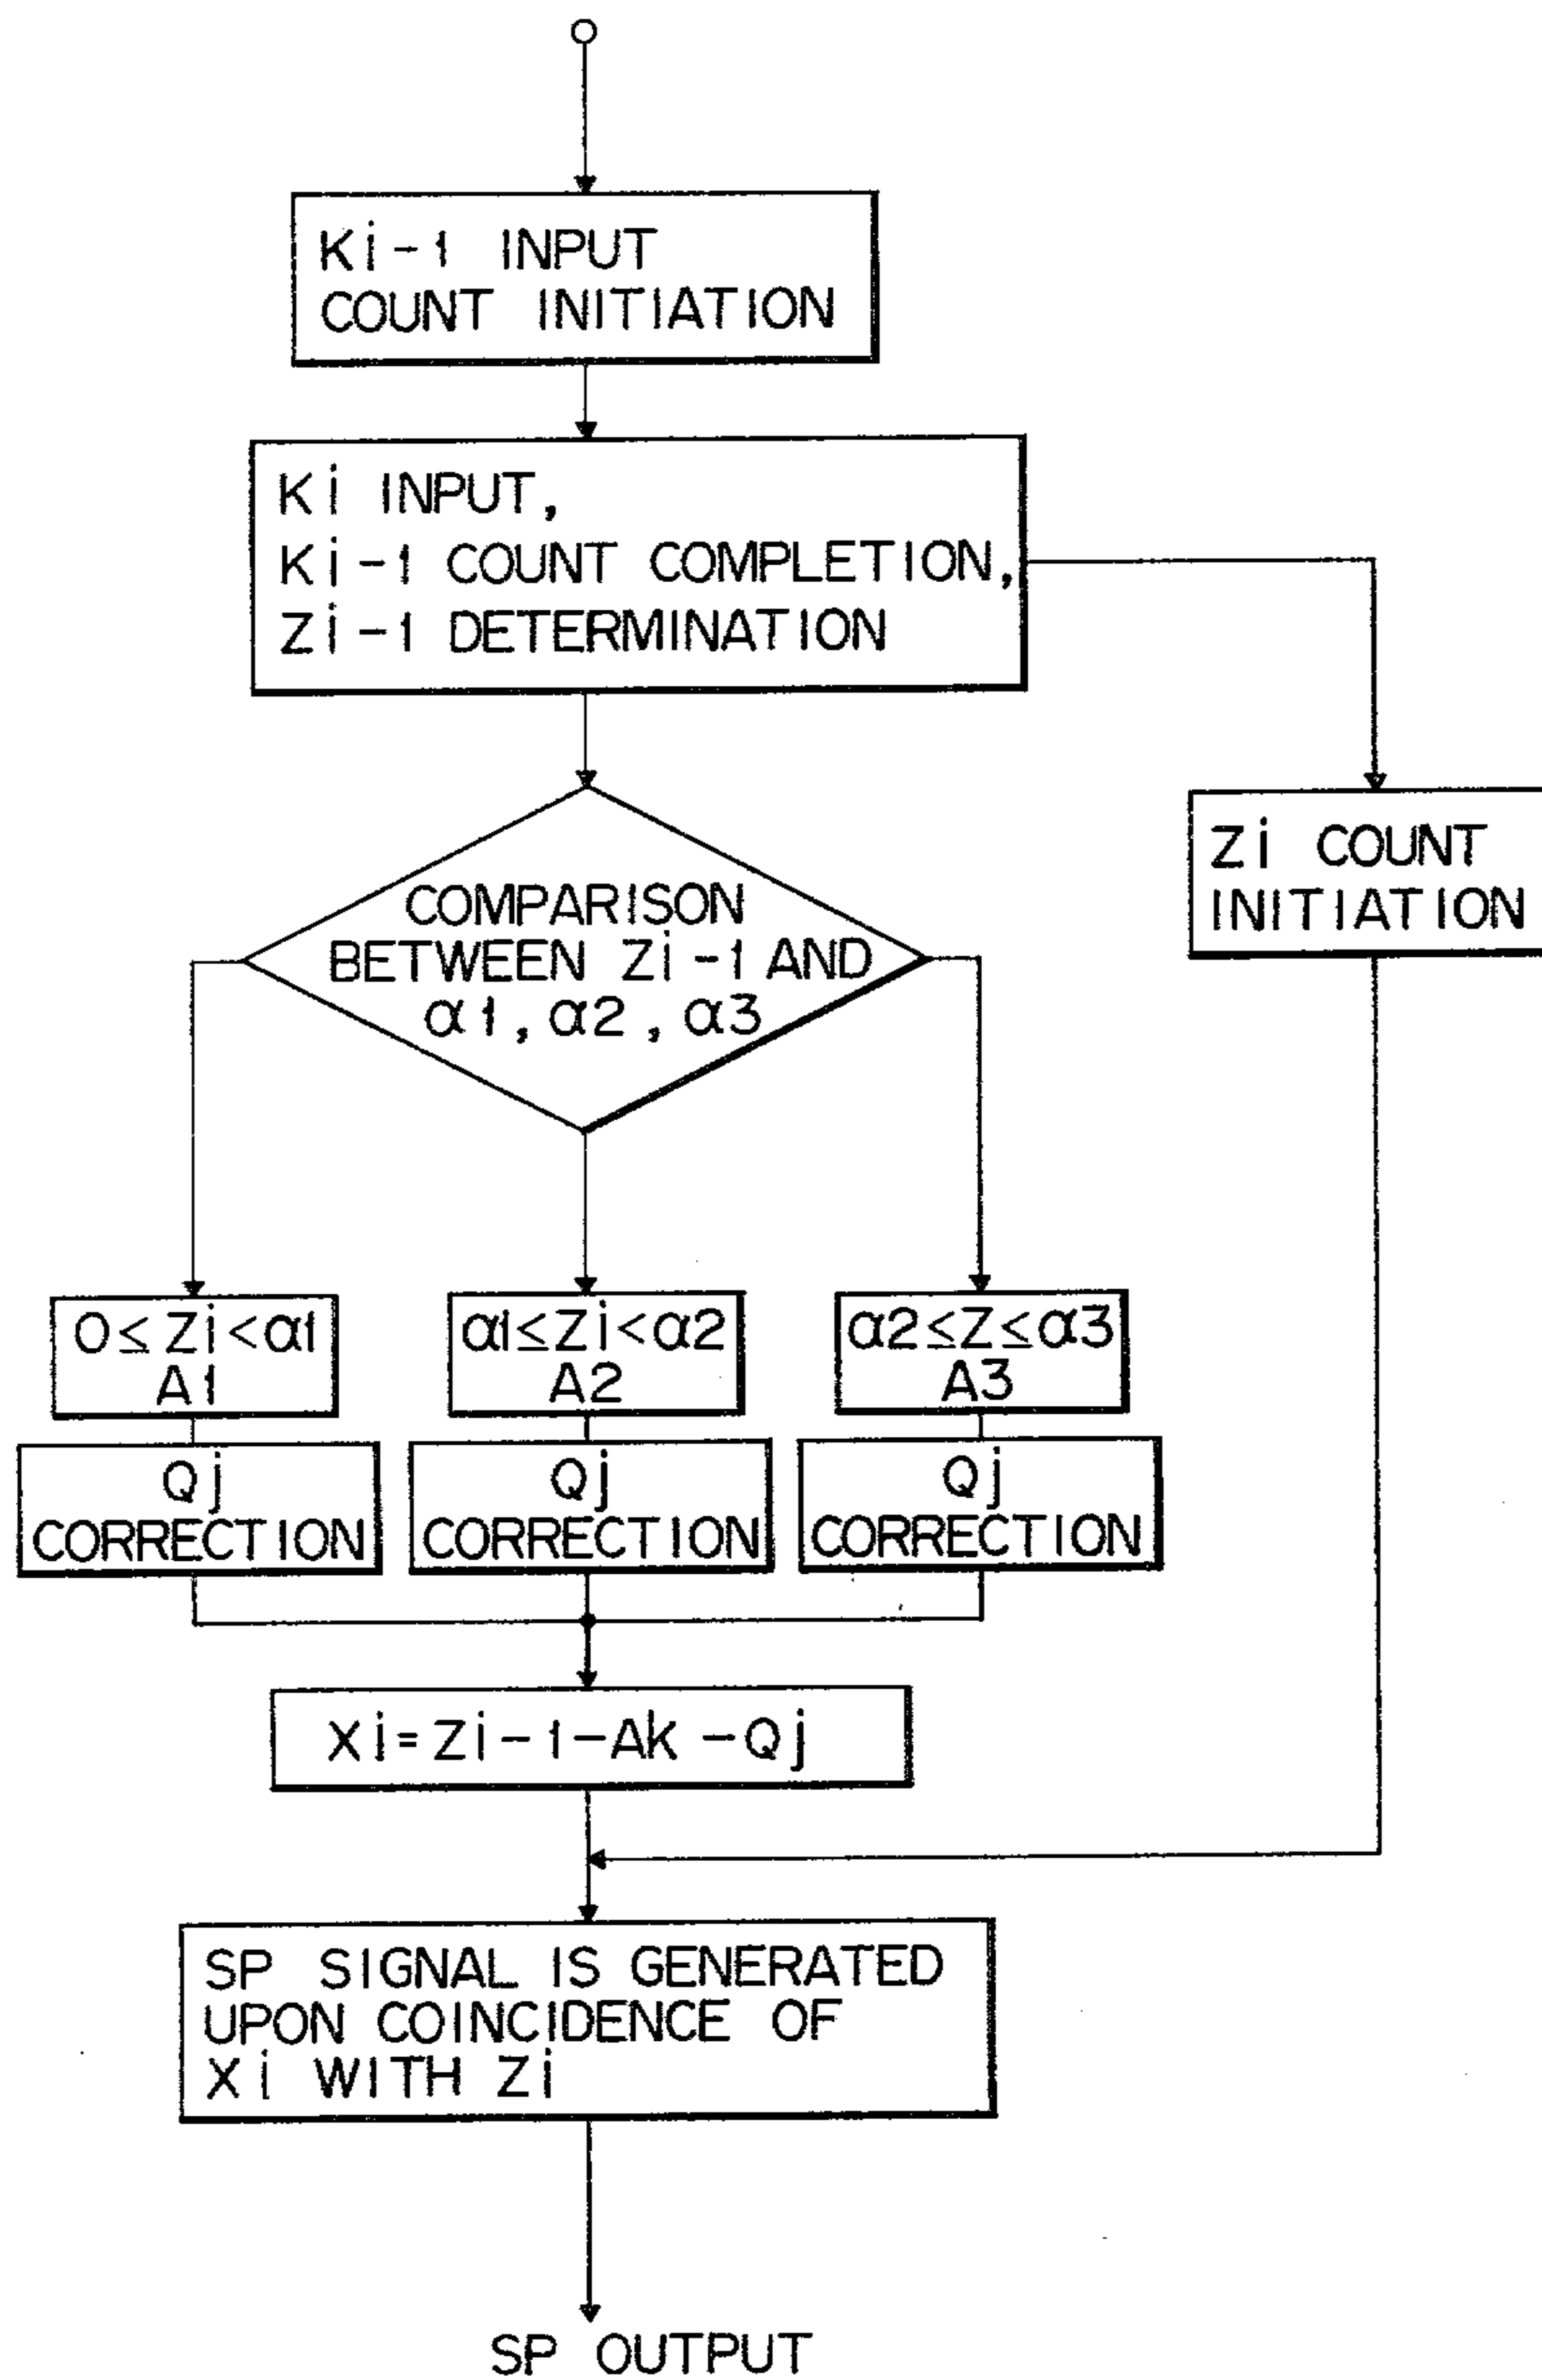 Ki-1 INPUT
COUNT INITIATION
Ki INPUT,
Ki-1 COUNT COMPLETION,
Zi-1 DETERMINATION
COMPARISON
BETWEEN Zi-1 AND
α1, α2, α3
Zi COUNT
INITIATION
0≤Zi<α1
A1
α1≤Zi<α2
A2
α2≤Z≤α3
A3
Qj
CORRECTION
Qj
CORRECTION
Qj
CORRECTION
Xi=Zi-1-Ak-Qj
SP SIGNAL IS GENERATED
UPON COINCIDENCE OF
Xi WITH Zi
SP OUTPUT